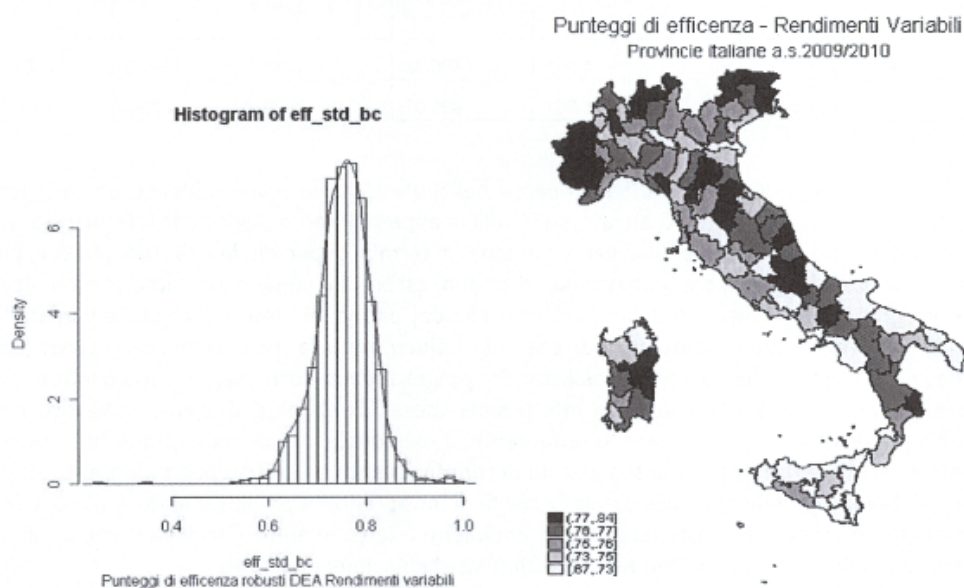 Punteggi di efficenza - Rendimenti Variabili
Provincie italiane a.s.2009/2010
Histogram of eff_std_bc
Density
0 2 4 6
0.4 0.6 0.8 1.0
eff_std_bc
Punteggi di efficenza robusti DEA Rendimenti variabili
(.77,.84]
(.76,.77]
(.75,.76]
(.73,.75]
[.67,.73]